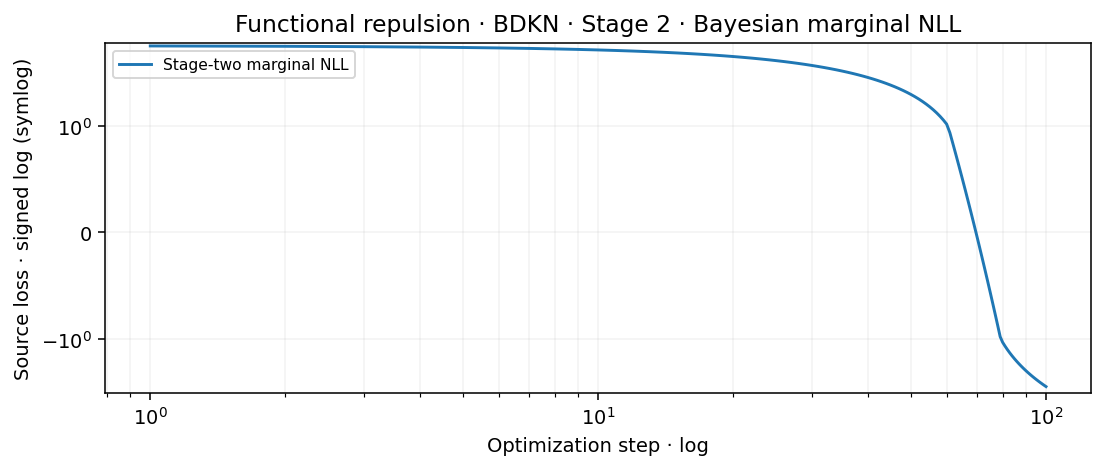 Functional repulsion · BDKN · Stage 2 · Bayesian marginal NLL
Stage-two marginal NLL
Source loss · signed log (symlog)
10⁰
0
−10⁰
10⁰
10¹
10²
Optimization step · log